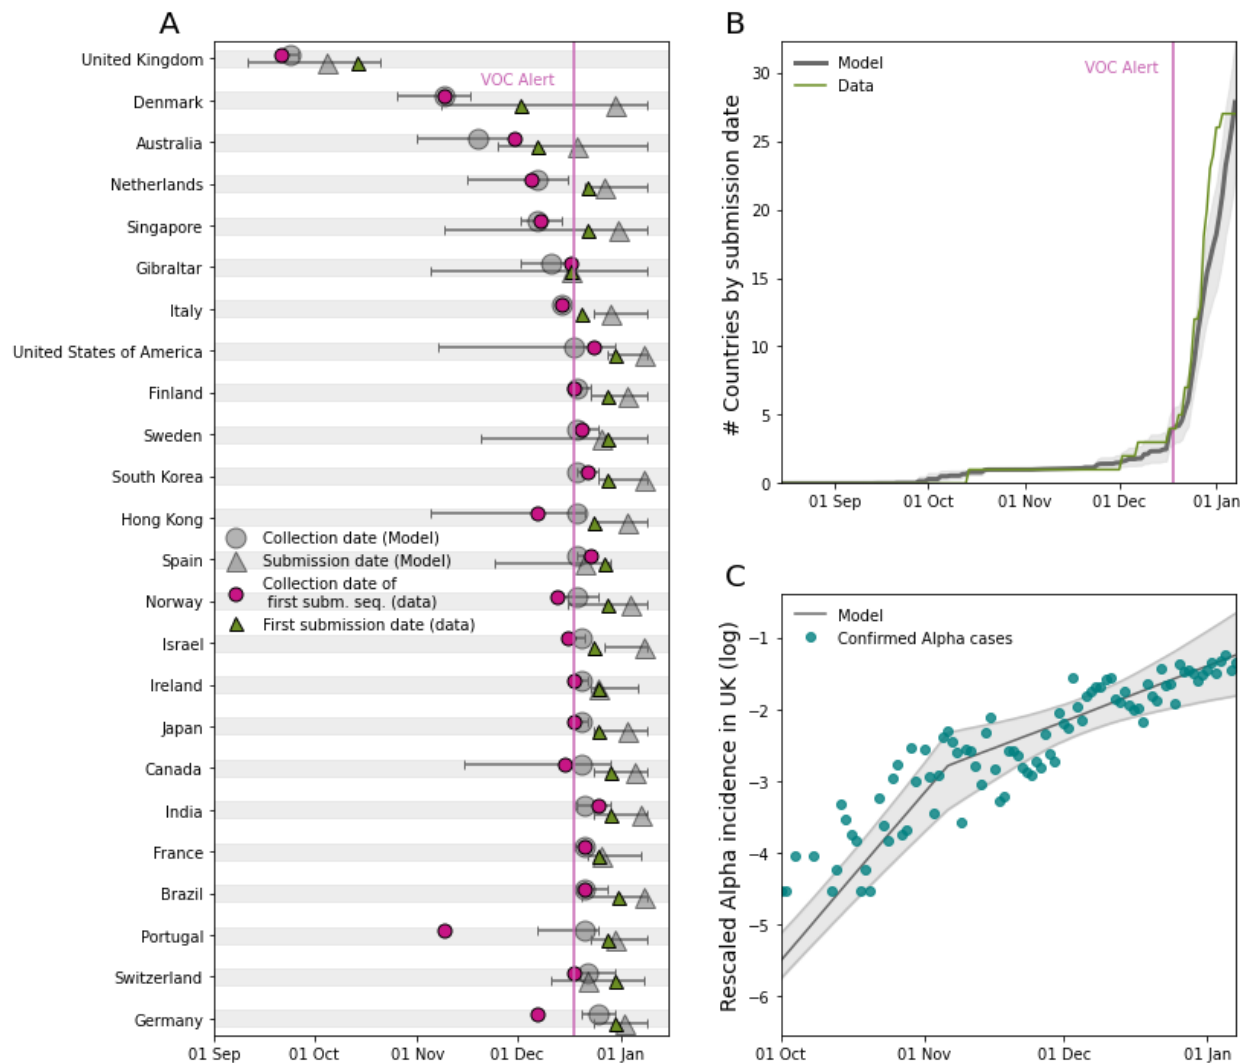 A
United Kingdom
Denmark
Australia
Netherlands
Singapore
Gibraltar
Italy
United States of America
Finland
Sweden
South Korea
Hong Kong
Spain
Norway
Israel
Ireland
Japan
Canada
India
France
Brazil
Portugal
Switzerland
Germany
VOC Alert
Collection date (Model)
Submission date (Model)
Collection date of
first subm. seq. (data)
First submission date (data)
01 Sep
01 Oct
01 Nov
01 Dec
01 Jan
B
# Countries by submission date
30
25
20
15
10
5
0
Model
Data
VOC Alert
01 Sep
01 Oct
01 Nov
01 Dec
01 Jan
C
Rescaled Alpha incidence in UK (log)
−1
−2
−3
−4
−5
−6
Model
Confirmed Alpha cases
01 Oct
01 Nov
01 Dec
01 Jan